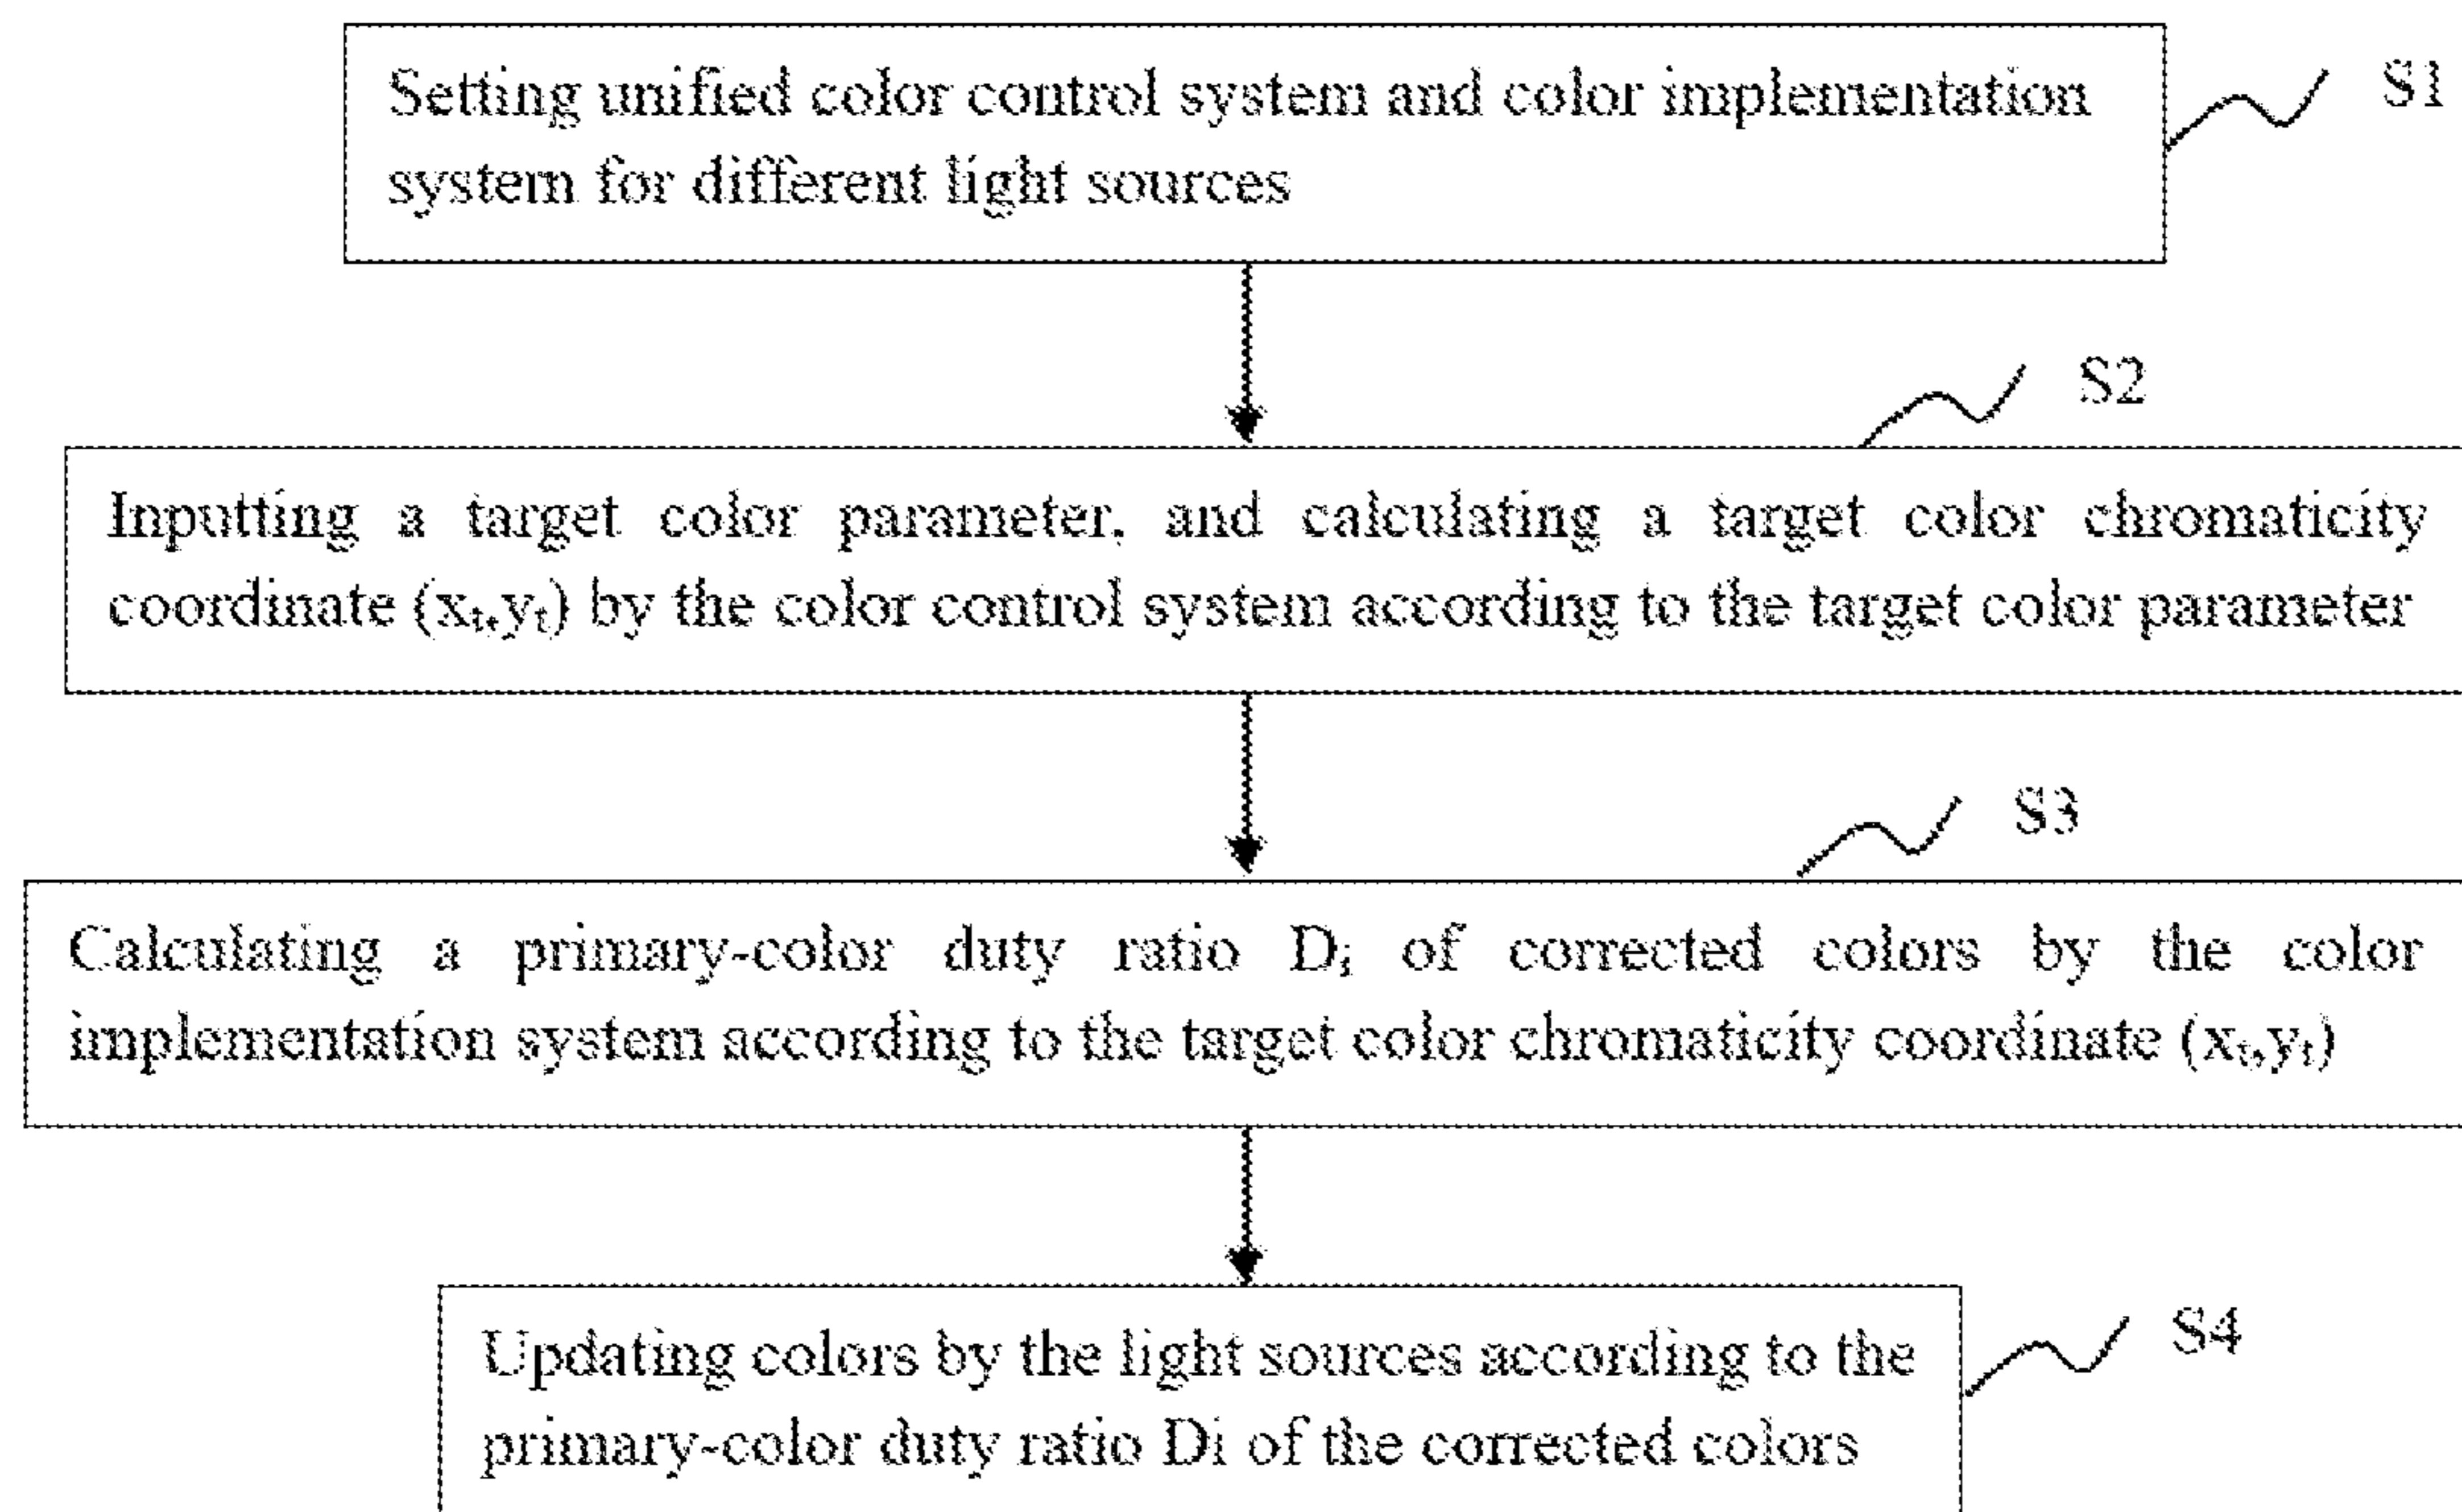 Setting unified color control system and color implementation
system for different light sources
S1
S2
Inputting a target color parameter, and calculating a target color chromaticity
coordinate (xₜ,yₜ) by the color control system according to the target color parameter
S3
Calculating a primary-color duty ratio Dᵢ of corrected colors by the color
implementation system according to the target color chromaticity coordinate (xₜ,yₜ)
Updating colors by the light sources according to the
primary-color duty ratio Di of the corrected colors
S4